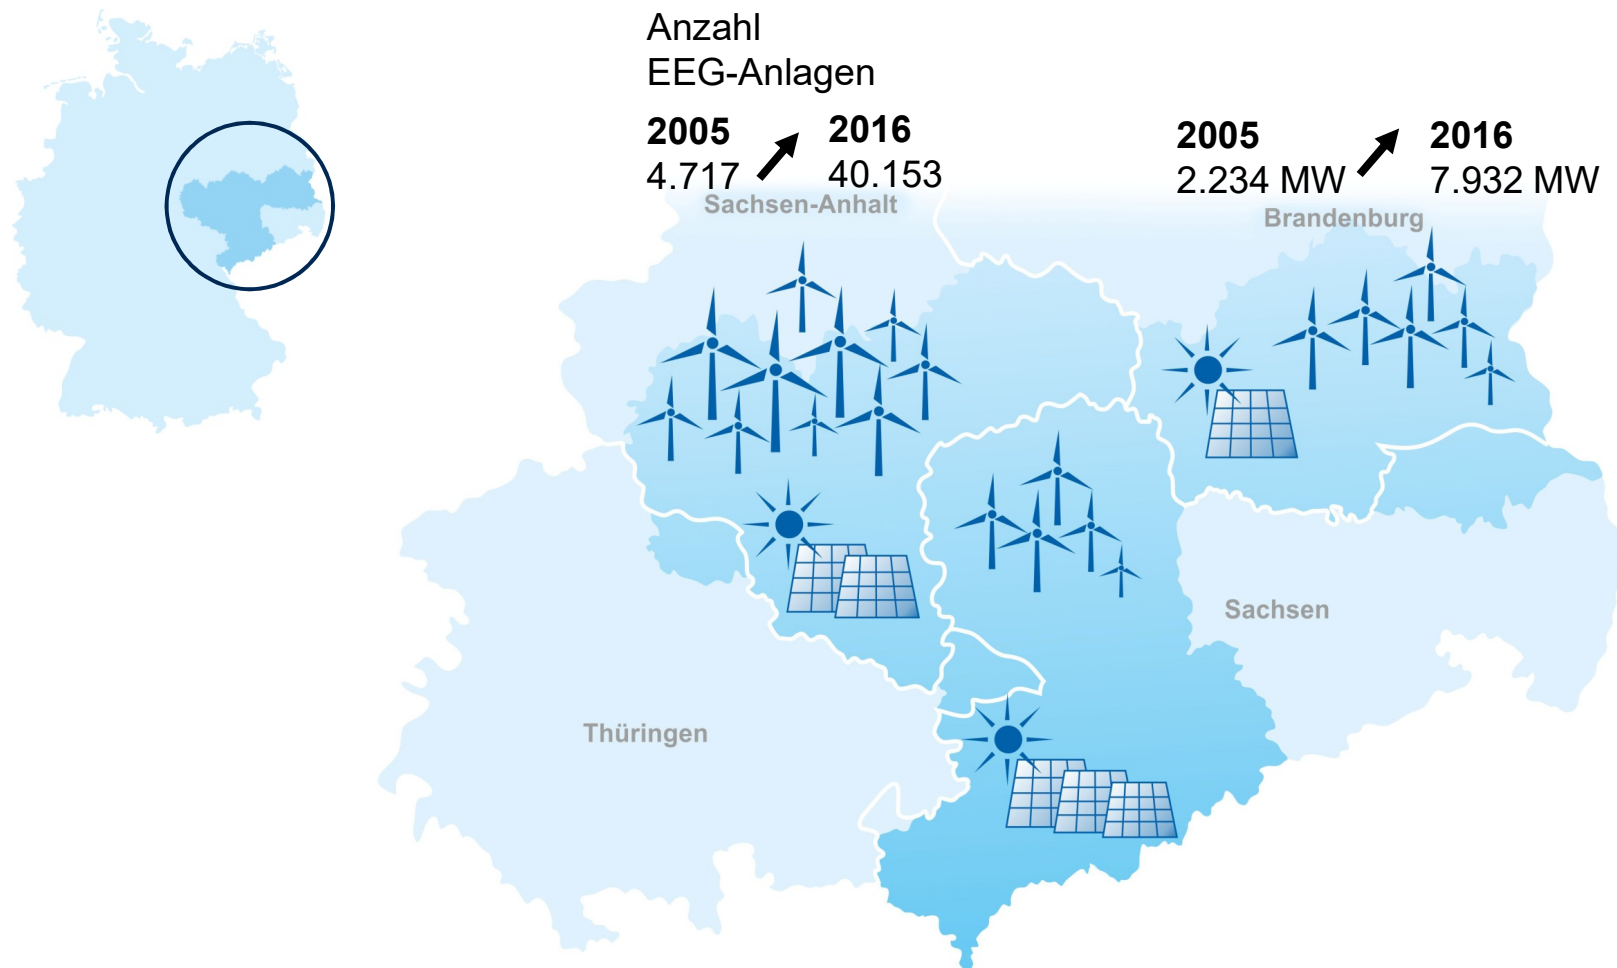 Anzahl
EEG-Anlagen
2005 2016
4.717 40.153
2005 2016
2.234 MW 7.932 MW
Sachsen-Anhalt
Brandenburg
Sachsen
Thüringen